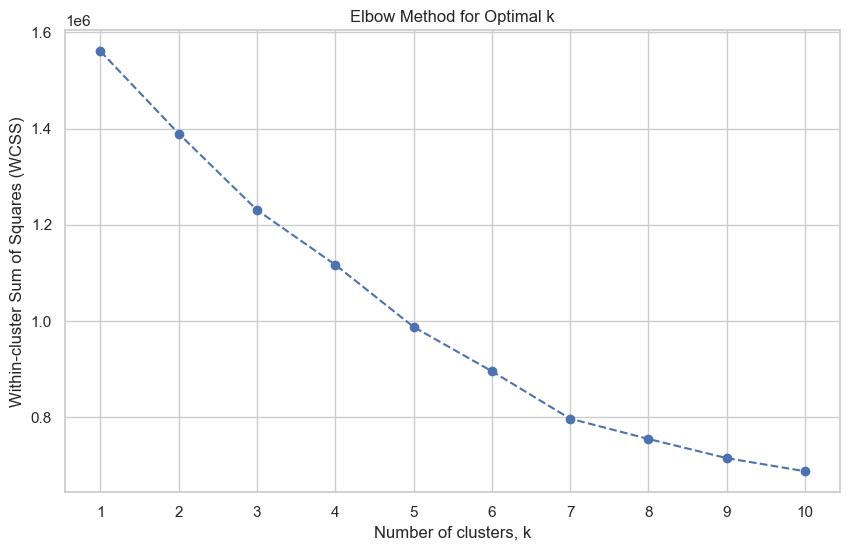 Elbow Method for Optimal k
1e6
1.6
1.4
1.2
1.0
0.8
Within-cluster Sum of Squares (WCSS)
1 2 3 4 5 6 7 8 9 10
Number of clusters, k